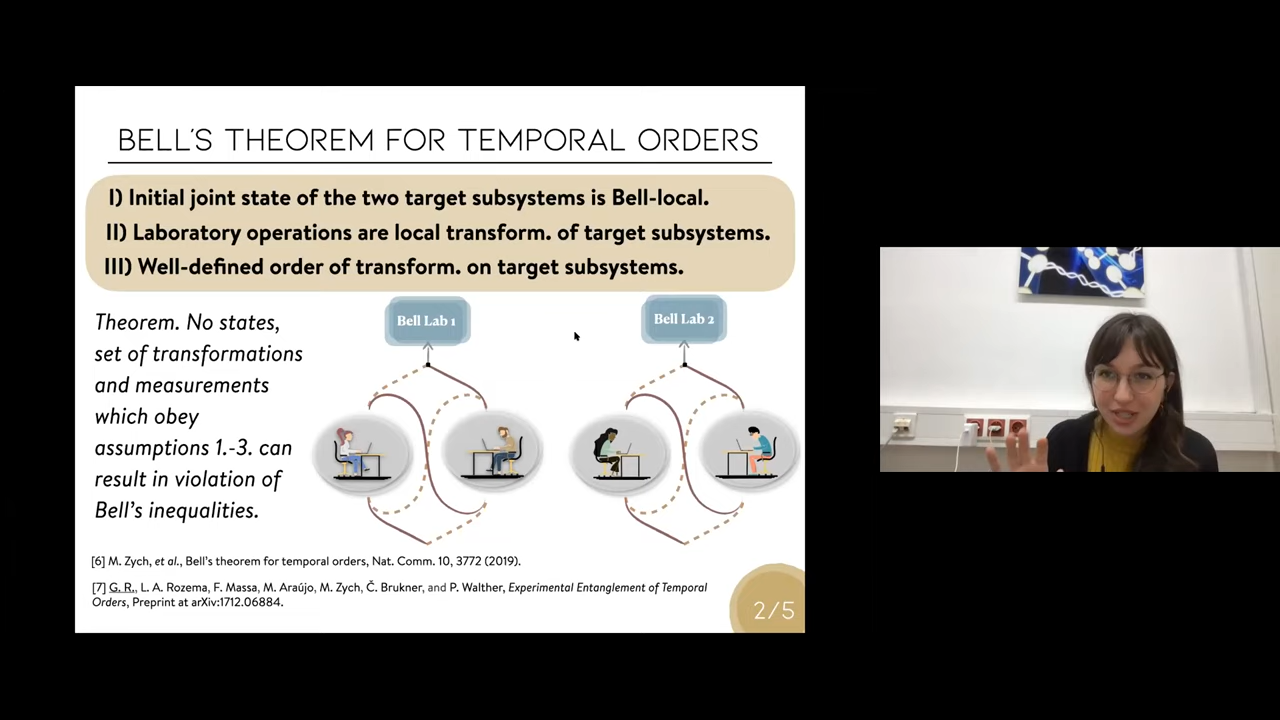 BELL'S THEOREM FOR TEMPORAL ORDERS
I) Initial joint state of the two target subsystems is Bell-local.
II) Laboratory operations are local transform. of target subsystems.
III) Well-defined order of transform. on target subsystems.
Theorem. No states,
set of transformations
and measurements
which obey
assumptions 1.-3. can
result in violation of
Bell's inequalities.
Bell Lab 1
Bell Lab 2
[6] M. Zych, et al., Bell's theorem for temporal orders, Nat. Comm. 10, 3772 (2019).
[7] G. R., L. A. Rozema, F. Massa, M. Araújo, M. Zych, Č. Brukner, and P. Walther, Experimental Entanglement of Temporal
Orders, Preprint at arXiv:1712.06884.
2/5